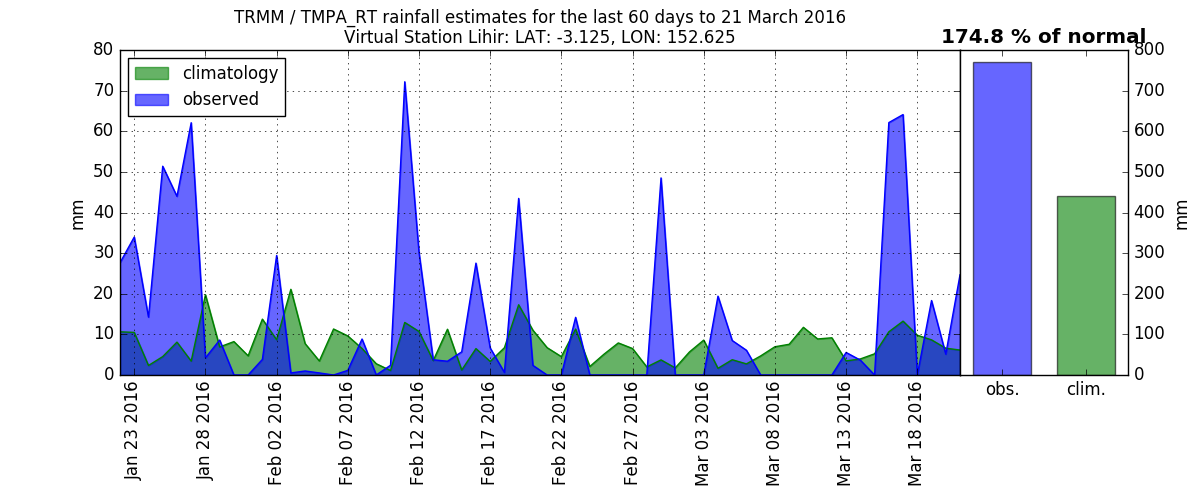 TRMM / TMPA_RT rainfall estimates for the last 60 days to 21 March 2016
Virtual Station Lihir: LAT: -3.125, LON: 152.625
174.8 % of normal
climatology
observed
80
70
60
50
40
30
20
10
0
mm
800
700
600
500
400
300
200
100
0
mm
obs.
clim.
Jan 23 2016
Jan 28 2016
Feb 02 2016
Feb 07 2016
Feb 12 2016
Feb 17 2016
Feb 22 2016
Feb 27 2016
Mar 03 2016
Mar 08 2016
Mar 13 2016
Mar 18 2016